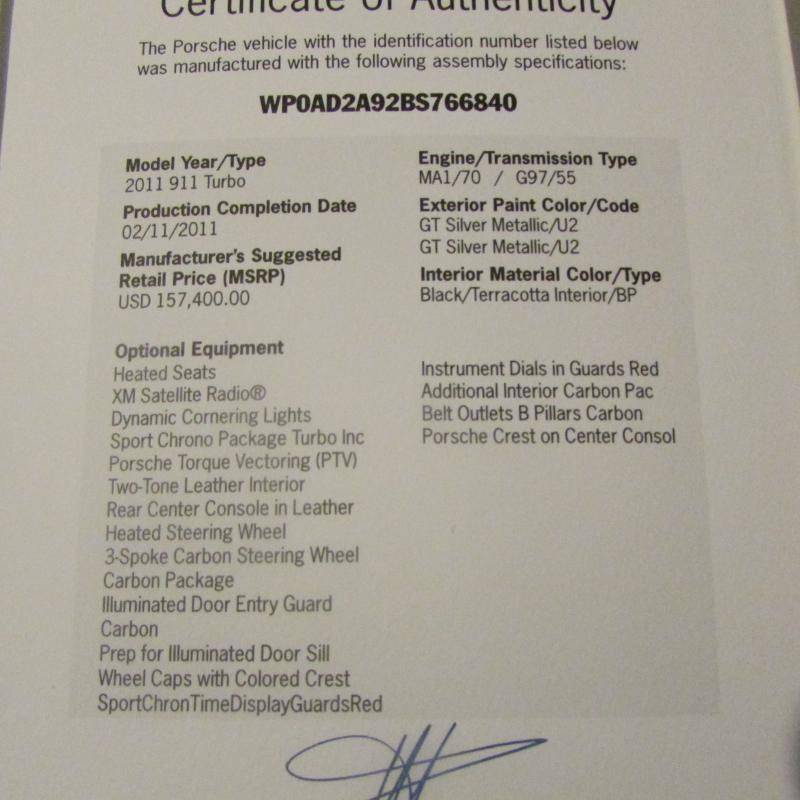 Certificate of Authenticity
The Porsche vehicle with the identification number listed below
was manufactured with the following assembly specifications:
WP0AD2A92BS766840
Model Year/Type
2011 911 Turbo
Production Completion Date
02/11/2011
Manufacturer's Suggested
Retail Price (MSRP)
USD 157,400.00
Engine/Transmission Type
MA1/70 / G97/55
Exterior Paint Color/Code
GT Silver Metallic/U2
GT Silver Metallic/U2
Interior Material Color/Type
Black/Terracotta Interior/BP
Optional Equipment
Heated Seats
XM Satellite Radio®
Dynamic Cornering Lights
Sport Chrono Package Turbo Inc
Porsche Torque Vectoring (PTV)
Two-Tone Leather Interior
Rear Center Console in Leather
Heated Steering Wheel
3-Spoke Carbon Steering Wheel
Carbon Package
Illuminated Door Entry Guard
Carbon
Prep for Illuminated Door Sill
Wheel Caps with Colored Crest
SportChronTimeDisplayGuardsRed
Instrument Dials in Guards Red
Additional Interior Carbon Pac
Belt Outlets B Pillars Carbon
Porsche Crest on Center Consol